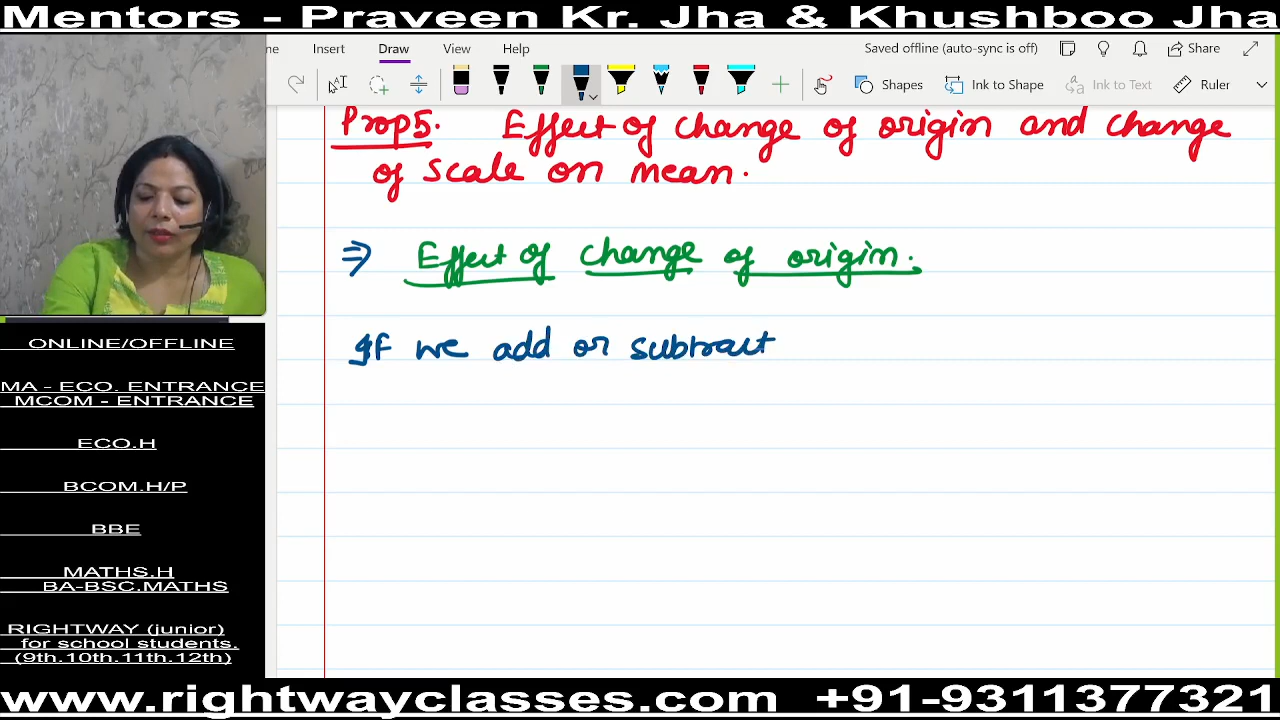 Mentors - Praveen Kr. Jha & Khushboo Jha
Insert Draw View Help
Saved offline (auto-sync is off)
Share
Shapes
Ink to Shape
Ink to Text
Ruler
Prop5. Effect of change of origin and change
of scale on mean.
⇒ Effect of change of origin.
If we add or subtract
ONLINE/OFFLINE
MA - ECO. ENTRANCE
MCOM - ENTRANCE
ECO.H
BCOM.H/P
BBE
MATHS.H
BA-BSC.MATHS
RIGHTWAY (junior)
for school students.
(9th.10th.11th.12th)
www.rightwayclasses.com +91-9311377321